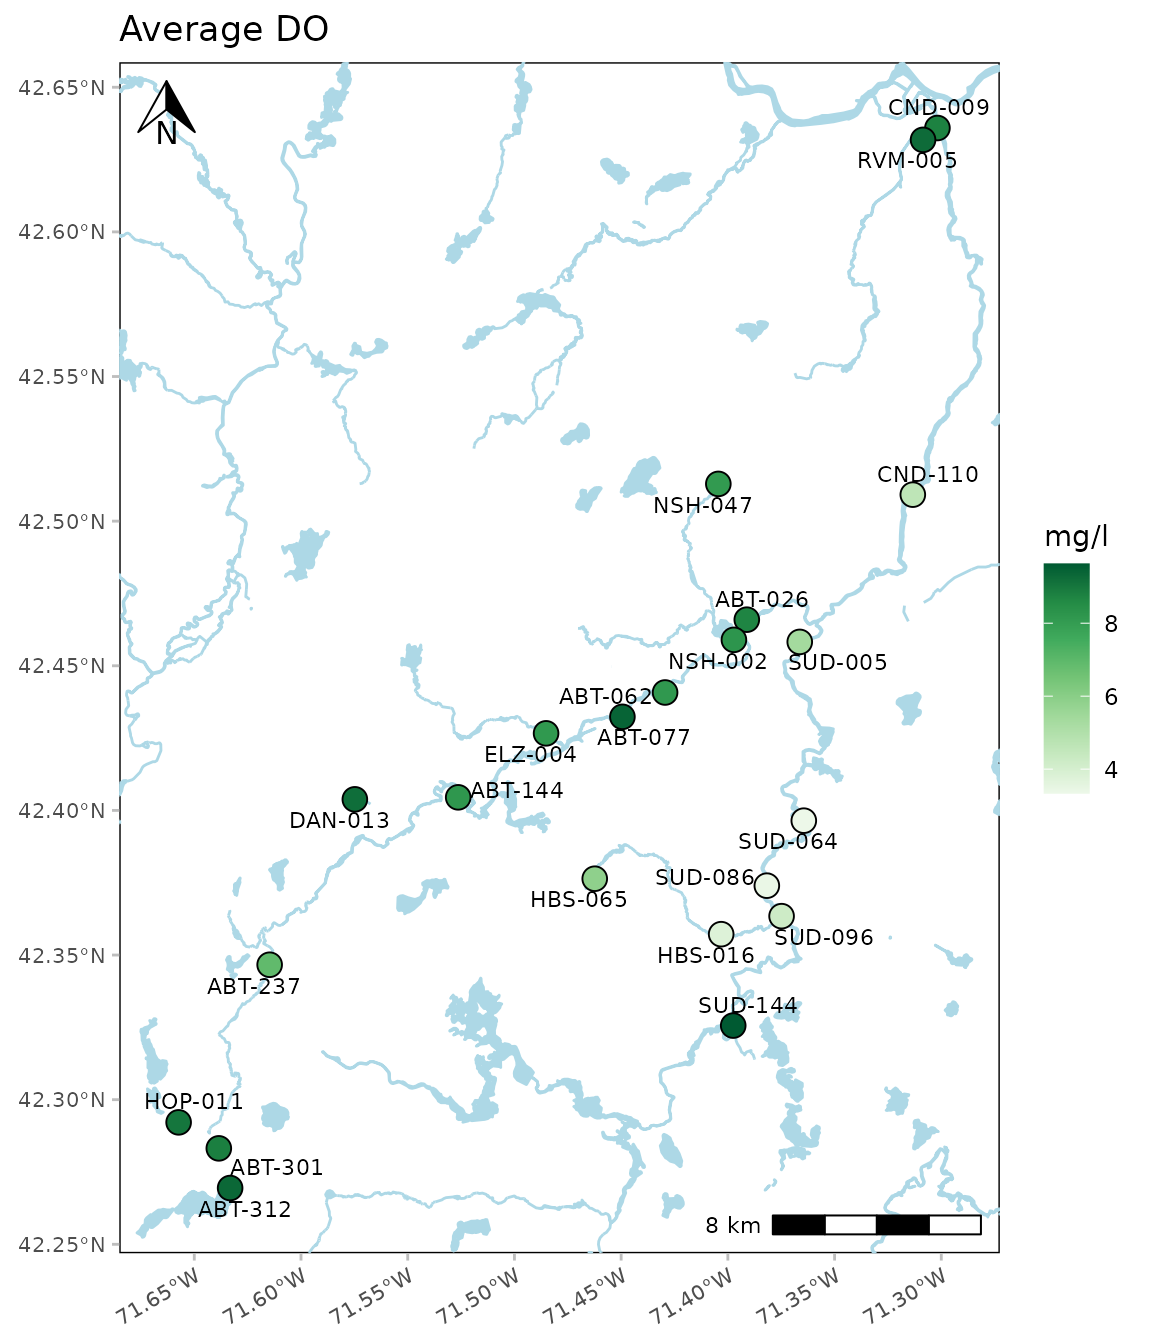 Average DO
42.65°N
42.60°N
42.55°N
42.50°N
42.45°N
42.40°N
42.35°N
42.30°N
42.25°N
N
CND-009
RVM-005
CND-110
NSH-047
ABT-026
NSH-002
SUD-005
ABT-062
ABT-077
ELZ-004
ABT-144
DAN-013
SUD-064
SUD-086
HBS-065
SUD-096
HBS-016
ABT-237
SUD-144
HOP-011
ABT-301
ABT-312
8 km
71.65°W
71.60°W
71.55°W
71.50°W
71.45°W
71.40°W
71.35°W
71.30°W
mg/l
8
6
4